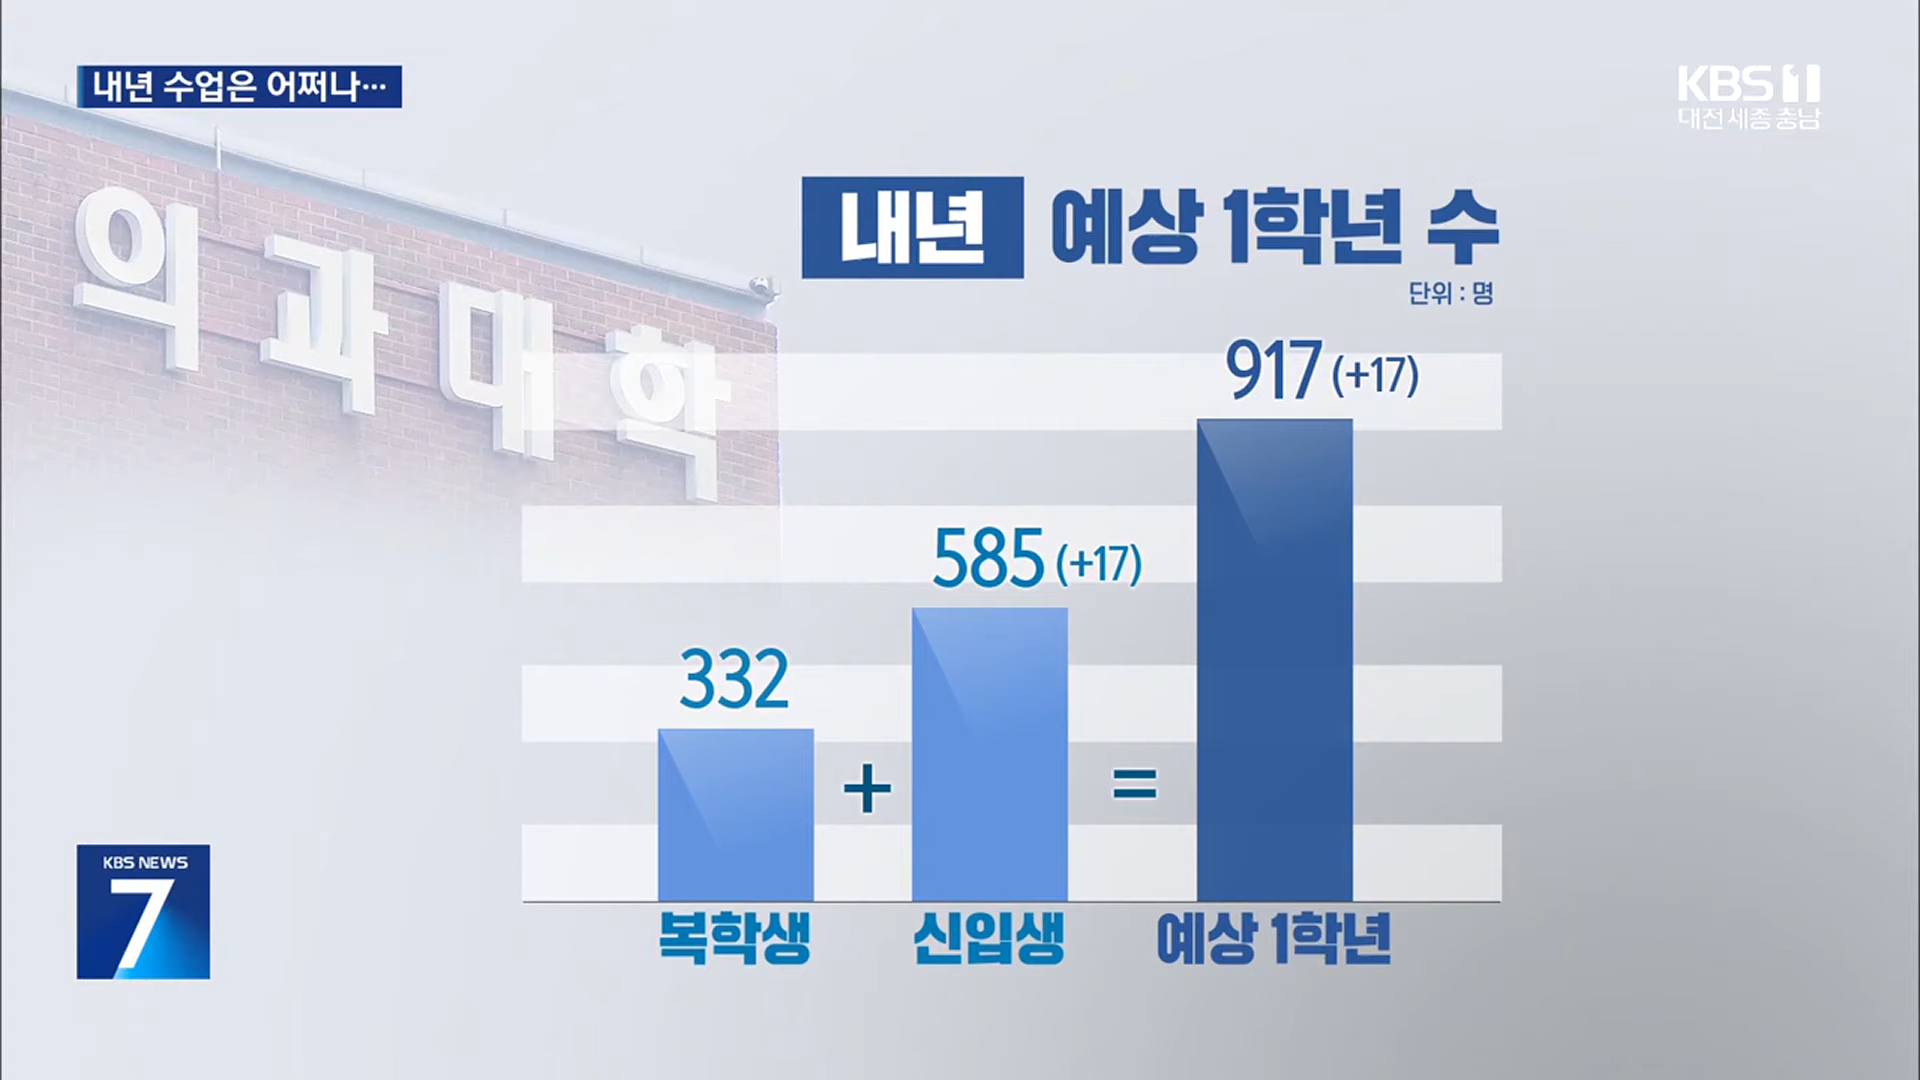 내년 수업은 어쩌나…
KBS 1
대전 세종 충남
의과대학
내년 예상 1학년 수
단위 : 명
917 (+17)
585 (+17)
332
+
=
복학생
신입생
예상 1학년
KBS NEWS
7